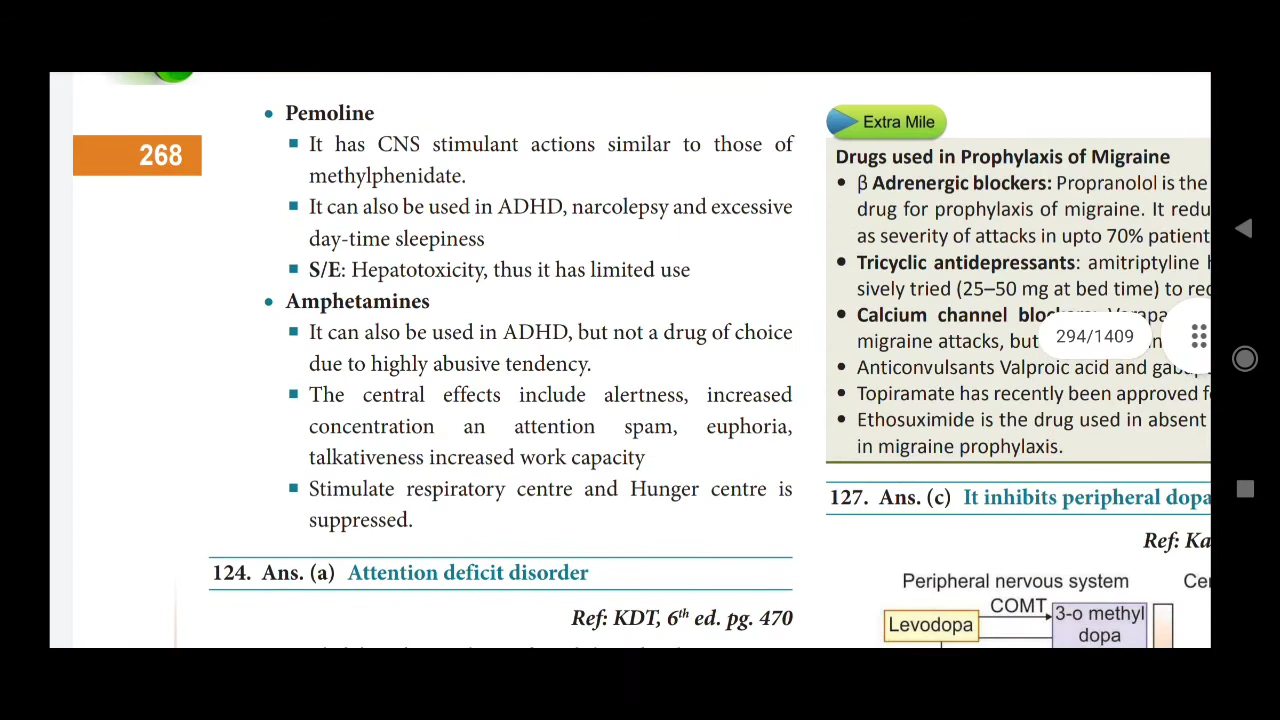 268
• Pemoline
▪ It has CNS stimulant actions similar to those of
methylphenidate.
▪ It can also be used in ADHD, narcolepsy and excessive
day-time sleepiness
▪ S/E: Hepatotoxicity, thus it has limited use
• Amphetamines
▪ It can also be used in ADHD, but not a drug of choice
due to highly abusive tendency.
▪ The central effects include alertness, increased
concentration an attention spam, euphoria,
talkativeness increased work capacity
▪ Stimulate respiratory centre and Hunger centre is
suppressed.
124. Ans. (a) Attention deficit disorder
Ref: KDT, 6th ed. pg. 470
Extra Mile
Drugs used in Prophylaxis of Migraine
• β Adrenergic blockers: Propranolol is the
drug for prophylaxis of migraine. It redu
as severity of attacks in upto 70% patient
• Tricyclic antidepressants: amitriptyline
sively tried (25–50 mg at bed time) to red
• Calcium channel
migraine attacks, but
294/1409
• Anticonvulsants Valproic acid and
• Topiramate has recently been approved f
• Ethosuximide is the drug used in absent
in migraine prophylaxis.
127. Ans. (c) It inhibits peripheral dopa
Ref: Ka
Peripheral nervous system
Cer
COMT
Levodopa
3-o methyl
dopa